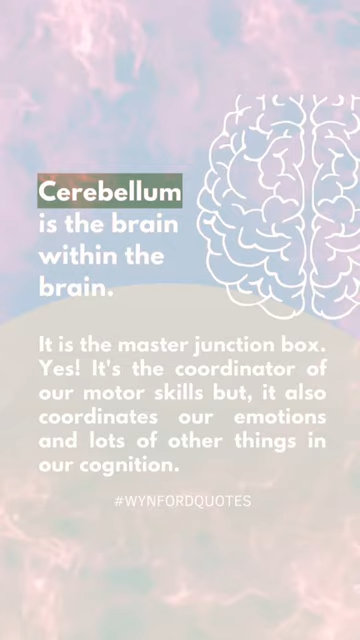 Cerebellum
is the brain
within the
brain.
It is the master junction box.
Yes! It's the coordinator of
our motor skills but, it also
coordinates our emotions
and lots of other things in
our cognition.
#WYNFORDQUOTES